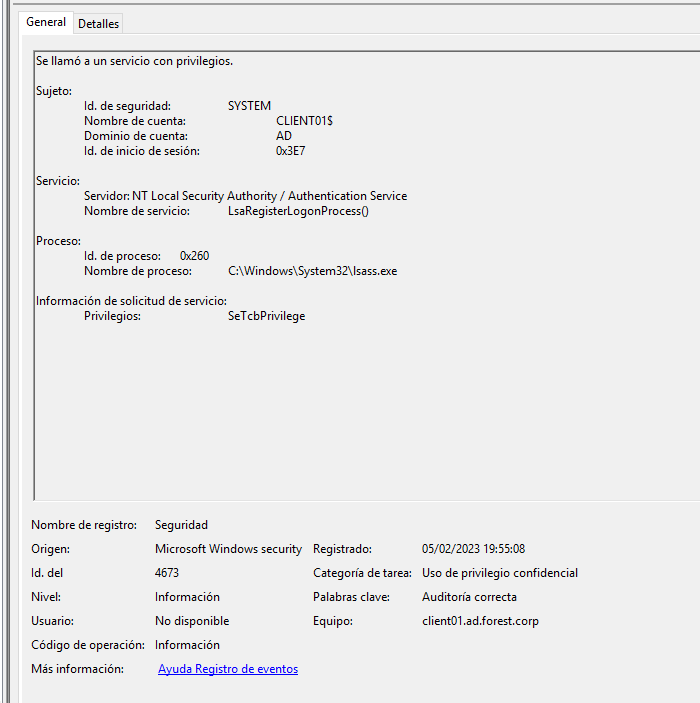 General Detalles
Se llamó a un servicio con privilegios.
Sujeto:
Id. de seguridad: SYSTEM
Nombre de cuenta: CLIENT01$
Dominio de cuenta: AD
Id. de inicio de sesión: 0x3E7
Servicio:
Servidor: NT Local Security Authority / Authentication Service
Nombre de servicio: LsaRegisterLogonProcess()
Proceso:
Id. de proceso: 0x260
Nombre de proceso: C:\Windows\System32\lsass.exe
Información de solicitud de servicio:
Privilegios: SeTcbPrivilege
Nombre de registro: Seguridad
Origen: Microsoft Windows security Registrado: 05/02/2023 19:55:08
Id. del 4673 Categoría de tarea: Uso de privilegio confidencial
Nivel: Información Palabras clave: Auditoría correcta
Usuario: No disponible Equipo: client01.ad.forest.corp
Código de operación: Información
Más información: Ayuda Registro de eventos